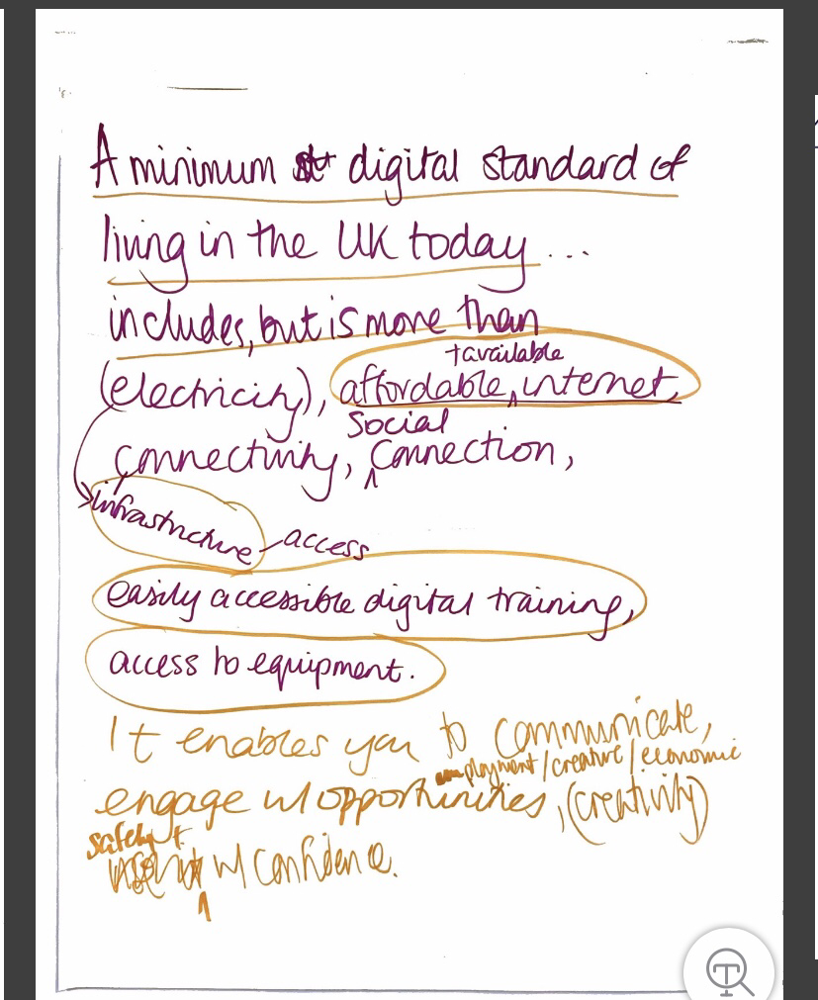 A minimum digital standard of
living in the UK today ...
includes, but is more than
+available
(electricity), affordable, internet,
Social
connectivity, connection,
infrastructure - access
easily accessible digital training,
access to equipment.
It enables you to communicate,
employment/creative/economic
engage w/ opportunities, (creativity)
safely +
w/ confidence.